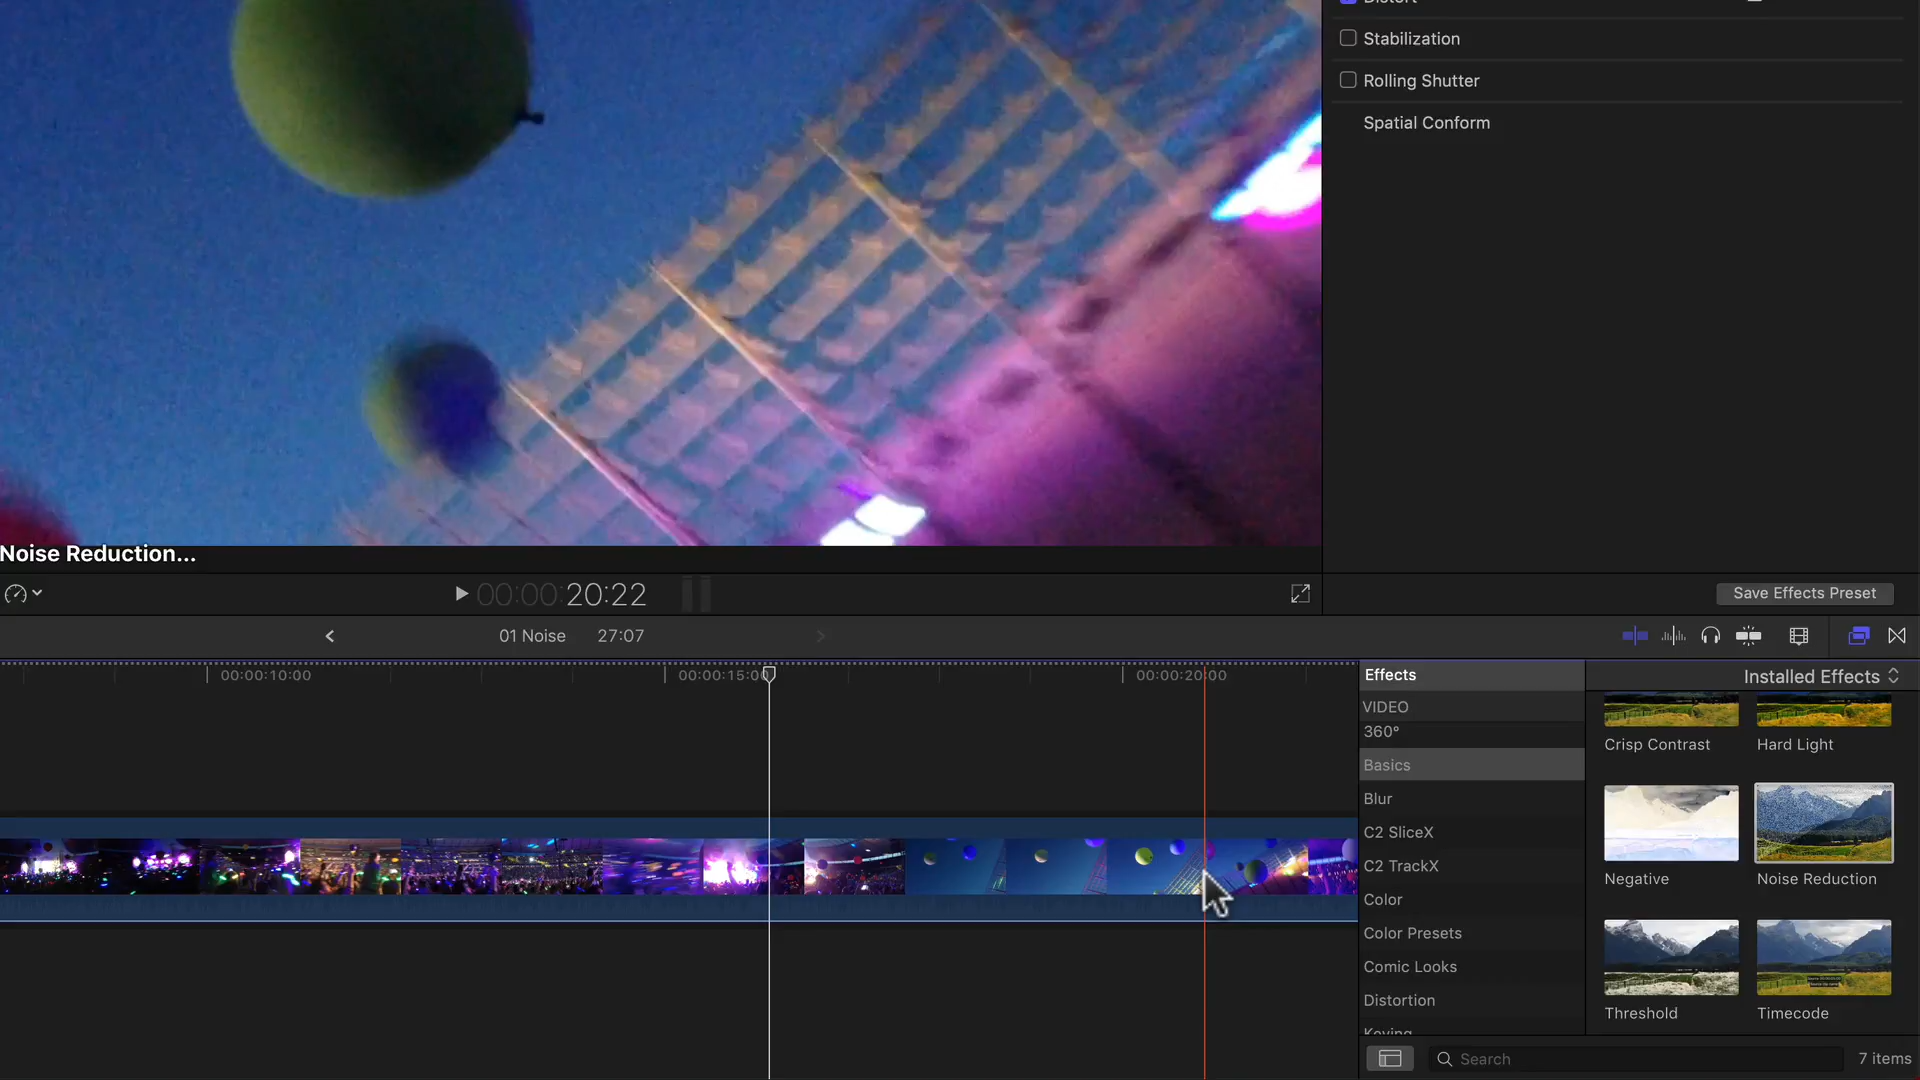 Distort
Stabilization
Rolling Shutter
Spatial Conform
Noise Reduction...
00:00:20:22
Save Effects Preset
01 Noise 27:07
00:00:10:00
00:00:15:00
00:00:20:00
Effects
Installed Effects
VIDEO
360°
Basics
Blur
C2 SliceX
C2 TrackX
Color
Color Presets
Comic Looks
Distortion
Keying
Crisp Contrast
Hard Light
Negative
Noise Reduction
Threshold
Timecode
Search
7 items